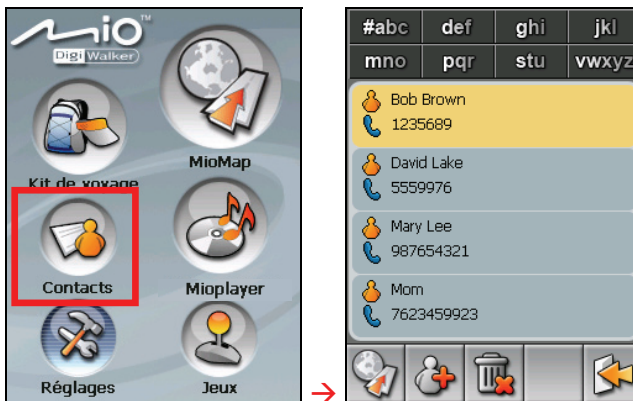 Mio™
DigiWalker
MioMap
Kit de voyage
Contacts
Mioplayer
Réglages
Jeux
→
#abc def ghi jkl
mno pqr stu vwxyz
Bob Brown
1235689
David Lake
5559976
Mary Lee
987654321
Mom
7623459923